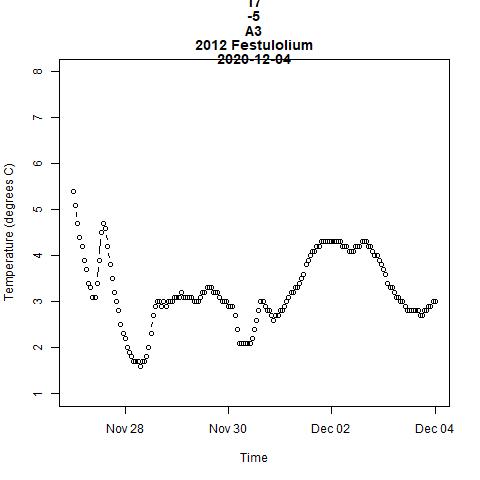 17
-5
A3
2012 Festulolium
2020-12-04
8
7
6
5
4
3
2
1
Temperature (degrees C)
Nov 28 Nov 30 Dec 02 Dec 04
Time